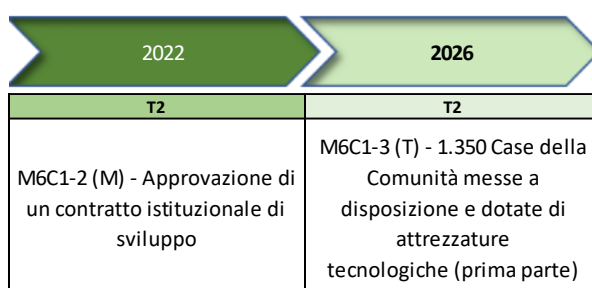 2022
2026
T2
T2
M6C1-2 (M) - Approvazione di
un contratto istituzionale di
sviluppo
M6C1-3 (T) - 1.350 Case della
Comunità messe a
disposizione e dotate di
attrezzature
tecnologiche (prima parte)